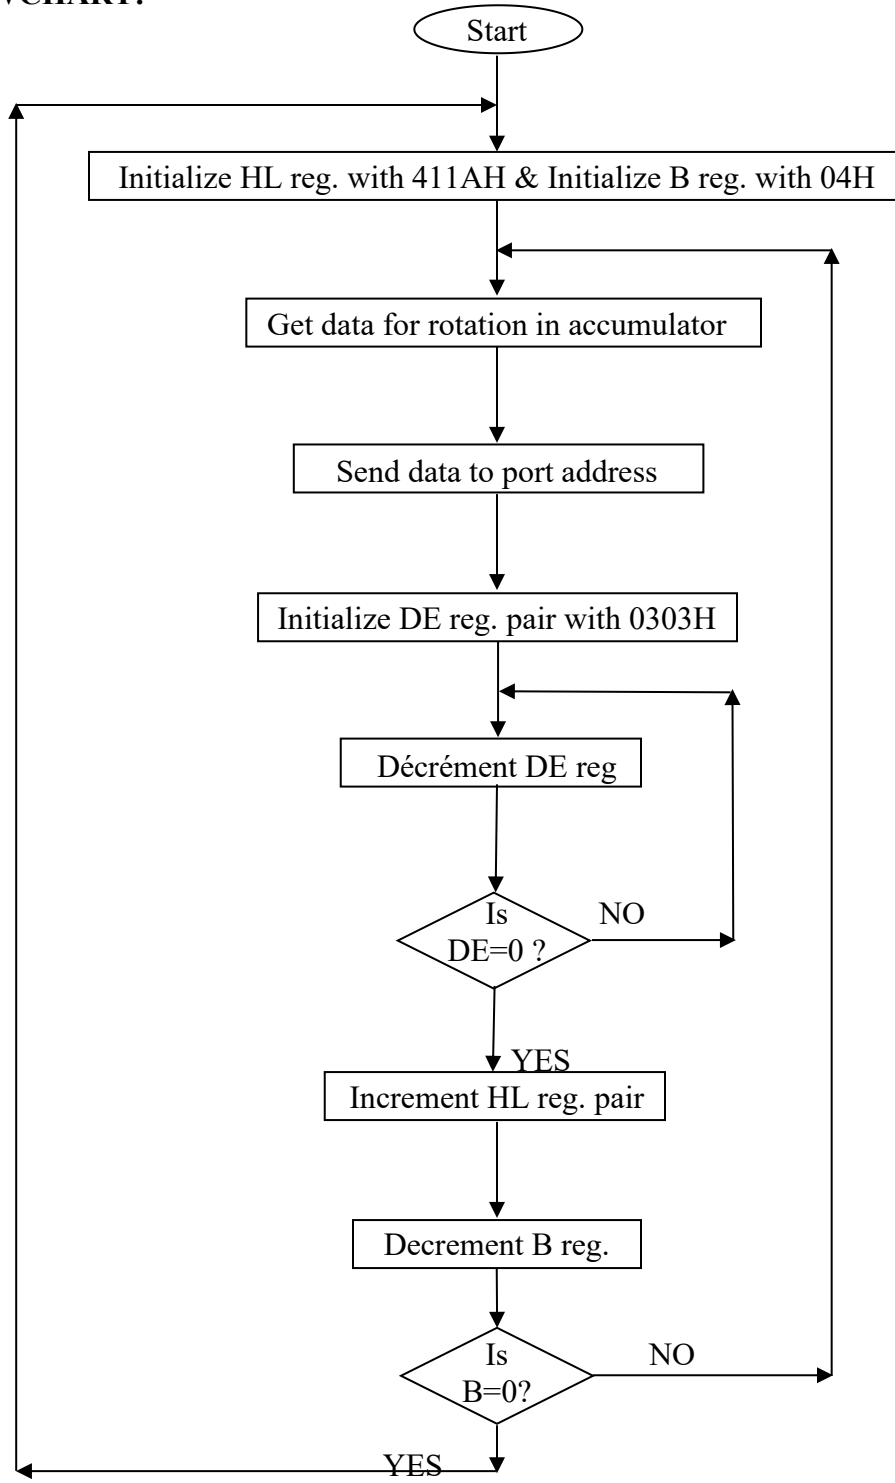 Start
Initialize HL reg. with 411AH & Initialize B reg. with 04H
Get data for rotation in accumulator
Send data to port address
Initialize DE reg. pair with 0303H
Décrément DE reg
Is
DE=0 ?
NO
YES
Increment HL reg. pair
Decrement B reg.
Is
B=0?
NO
YES